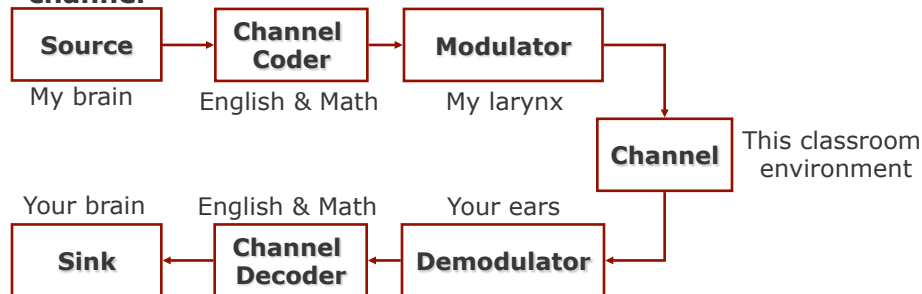 channel
Source
Channel
Coder
Modulator
My brain
English & Math
My larynx
Channel
This classroom
environment
Your brain
English & Math
Your ears
Sink
Channel
Decoder
Demodulator